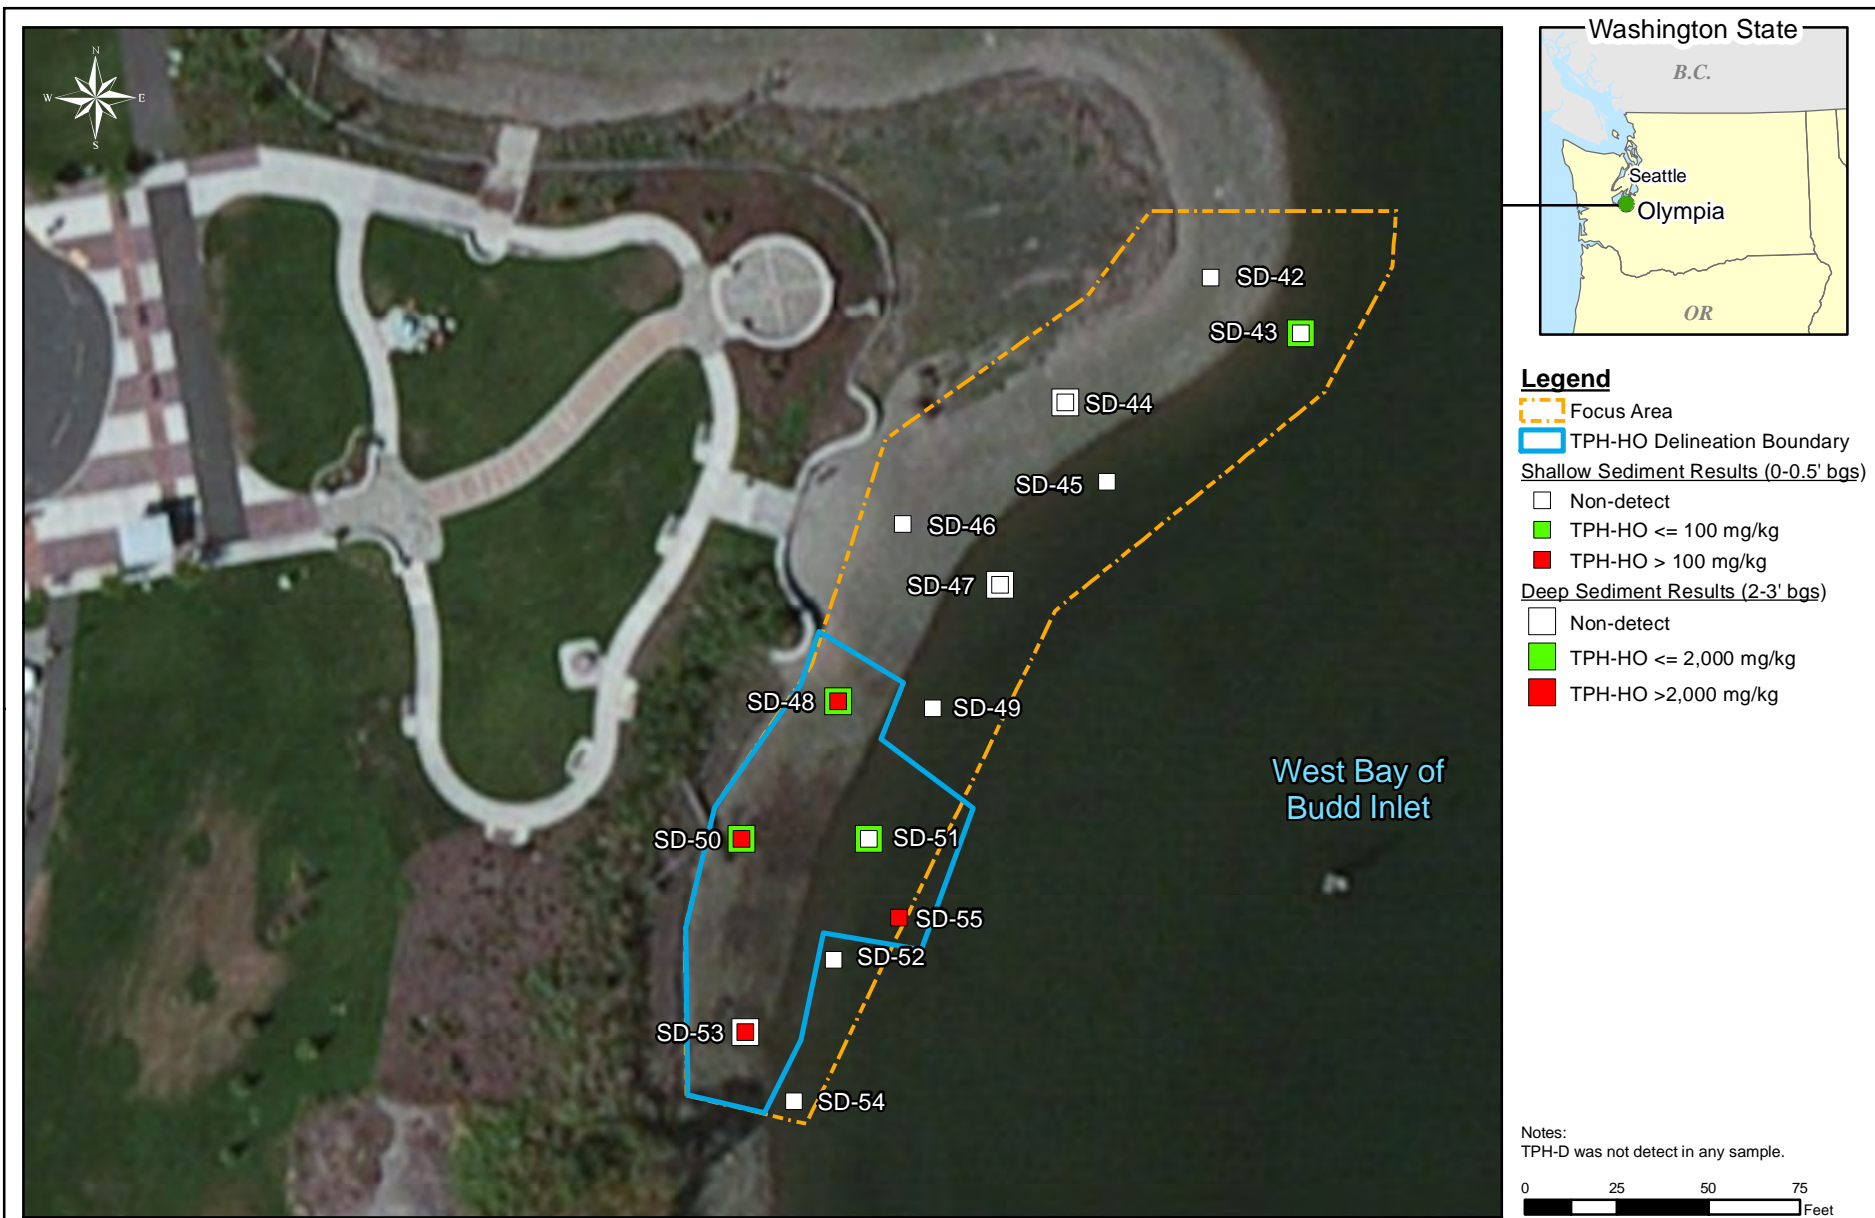 N
W E
S
SD-42
SD-43
SD-44
SD-45
SD-46
SD-47
SD-48
SD-49
SD-50
SD-51
SD-55
SD-52
SD-53
SD-54
West Bay of
Budd Inlet
Washington State
B.C.
Seattle
Olympia
OR
Legend
Focus Area
TPH-HO Delineation Boundary
Shallow Sediment Results (0-0.5' bgs)
Non-detect
TPH-HO <= 100 mg/kg
TPH-HO > 100 mg/kg
Deep Sediment Results (2-3' bgs)
Non-detect
TPH-HO <= 2,000 mg/kg
TPH-HO >2,000 mg/kg
Notes:
TPH-D was not detect in any sample.
0 25 50 75
Feet